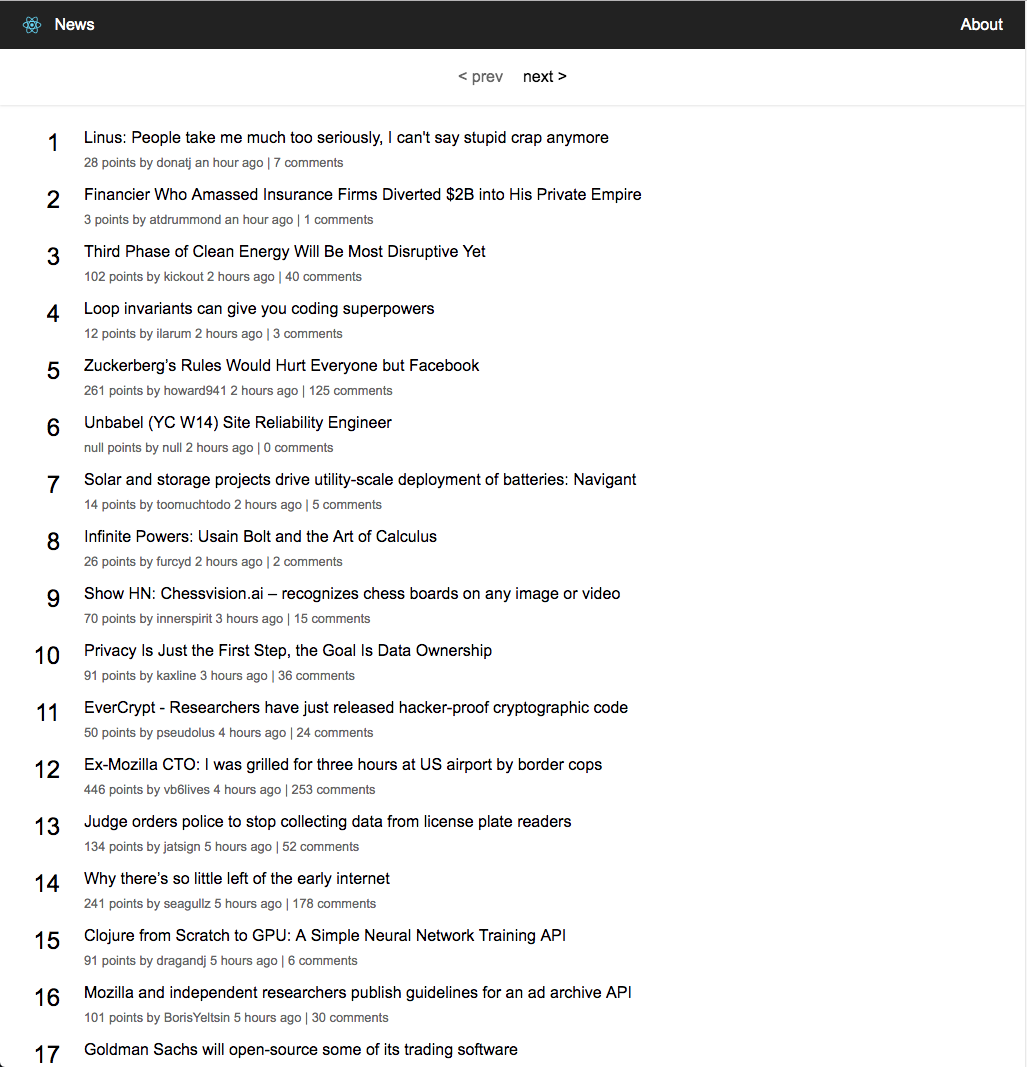 News About
< prev next >
1 Linus: People take me much too seriously, I can't say stupid crap anymore
28 points by donatj an hour ago | 7 comments
2 Financier Who Amassed Insurance Firms Diverted $2B into His Private Empire
3 points by atdrummond an hour ago | 1 comments
3 Third Phase of Clean Energy Will Be Most Disruptive Yet
102 points by kickout 2 hours ago | 40 comments
4 Loop invariants can give you coding superpowers
12 points by ilarum 2 hours ago | 3 comments
5 Zuckerberg’s Rules Would Hurt Everyone but Facebook
261 points by howard941 2 hours ago | 125 comments
6 Unbabel (YC W14) Site Reliability Engineer
null points by null 2 hours ago | 0 comments
7 Solar and storage projects drive utility-scale deployment of batteries: Navigant
14 points by toomuchtodo 2 hours ago | 5 comments
8 Infinite Powers: Usain Bolt and the Art of Calculus
26 points by furcyd 2 hours ago | 2 comments
9 Show HN: Chessvision.ai – recognizes chess boards on any image or video
70 points by innerspirit 3 hours ago | 15 comments
10 Privacy Is Just the First Step, the Goal Is Data Ownership
91 points by kaxline 3 hours ago | 36 comments
11 EverCrypt - Researchers have just released hacker-proof cryptographic code
50 points by pseudolus 4 hours ago | 24 comments
12 Ex-Mozilla CTO: I was grilled for three hours at US airport by border cops
446 points by vb6lives 4 hours ago | 253 comments
13 Judge orders police to stop collecting data from license plate readers
134 points by jatsign 5 hours ago | 52 comments
14 Why there’s so little left of the early internet
241 points by seagullz 5 hours ago | 178 comments
15 Clojure from Scratch to GPU: A Simple Neural Network Training API
91 points by dragandj 5 hours ago | 6 comments
16 Mozilla and independent researchers publish guidelines for an ad archive API
101 points by BorisYeltsin 5 hours ago | 30 comments
17 Goldman Sachs will open-source some of its trading software